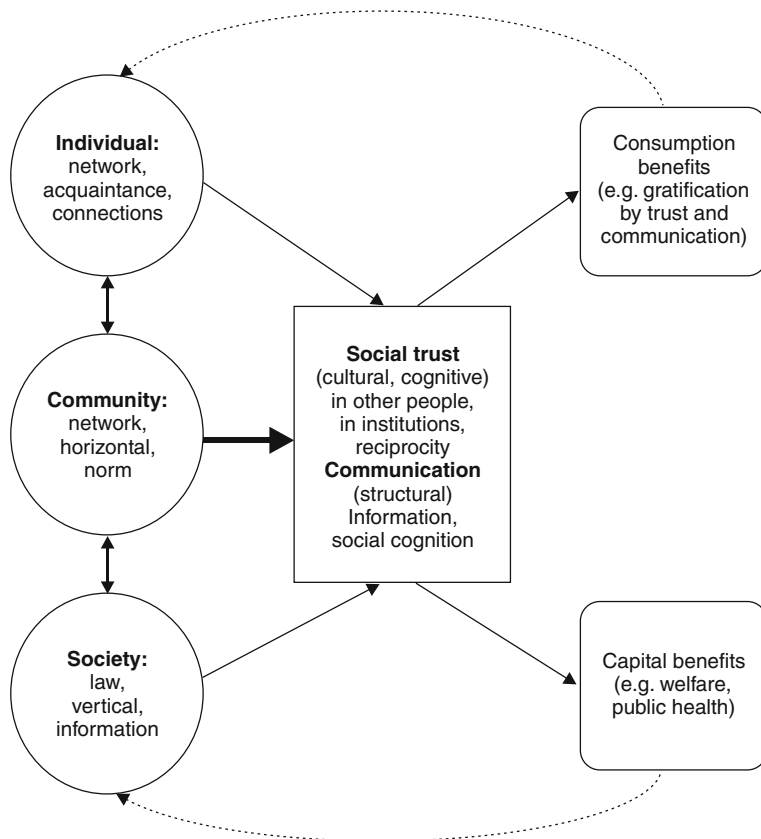 Individual:
network,
acquaintance,
connections
Community:
network,
horizontal,
norm
Society:
law,
vertical,
information
Social trust
(cultural, cognitive)
in other people,
in institutions,
reciprocity
Communication
(structural)
Information,
social cognition
Consumption
benefits
(e.g. gratification
by trust and
communication)
Capital benefits
(e.g. welfare,
public health)